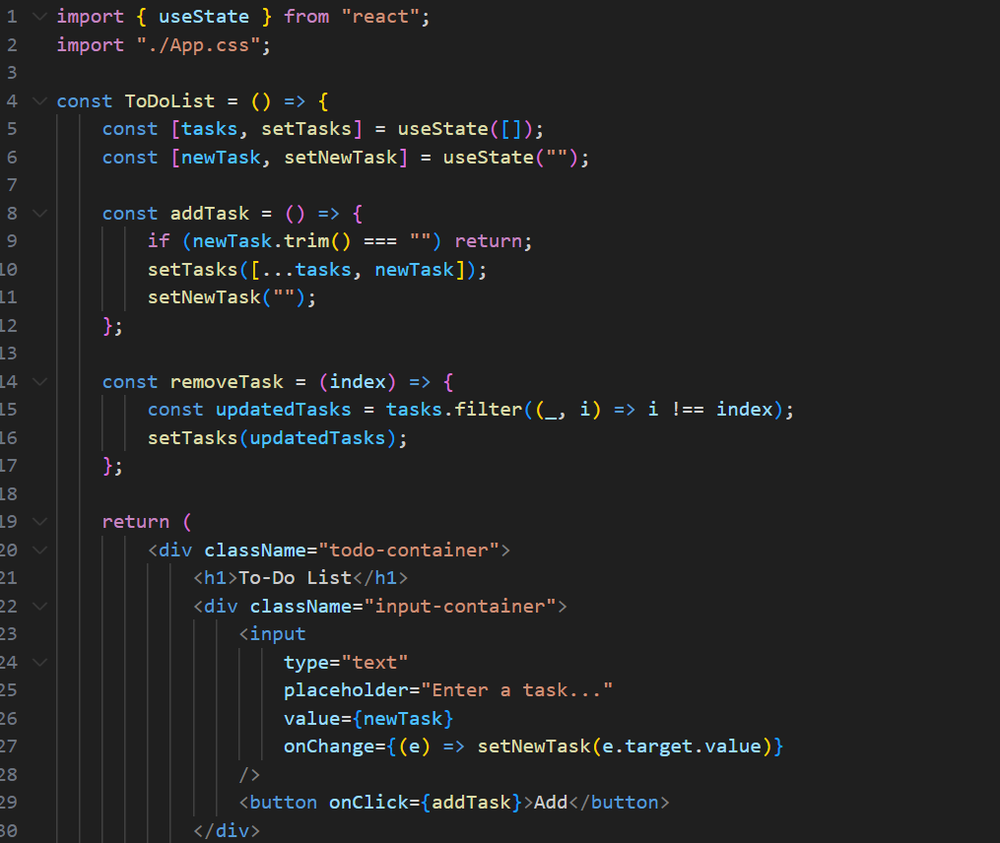 1 import { useState } from "react";
2 import "./App.css";
3
4 const ToDoList = () => {
5     const [tasks, setTasks] = useState([]);
6     const [newTask, setNewTask] = useState("");
7
8     const addTask = () => {
9         if (newTask.trim() === "") return;
10         setTasks([...tasks, newTask]);
11         setNewTask("");
12     };
13
14     const removeTask = (index) => {
15         const updatedTasks = tasks.filter((_, i) => i !== index);
16         setTasks(updatedTasks);
17     };
18
19     return (
20         <div className="todo-container">
21             <h1>To-Do List</h1>
22             <div className="input-container">
23                 <input
24                     type="text"
25                     placeholder="Enter a task..."
26                     value={newTask}
27                     onChange={(e) => setNewTask(e.target.value)}
28                 />
29                 <button onClick={addTask}>Add</button>
30             </div>